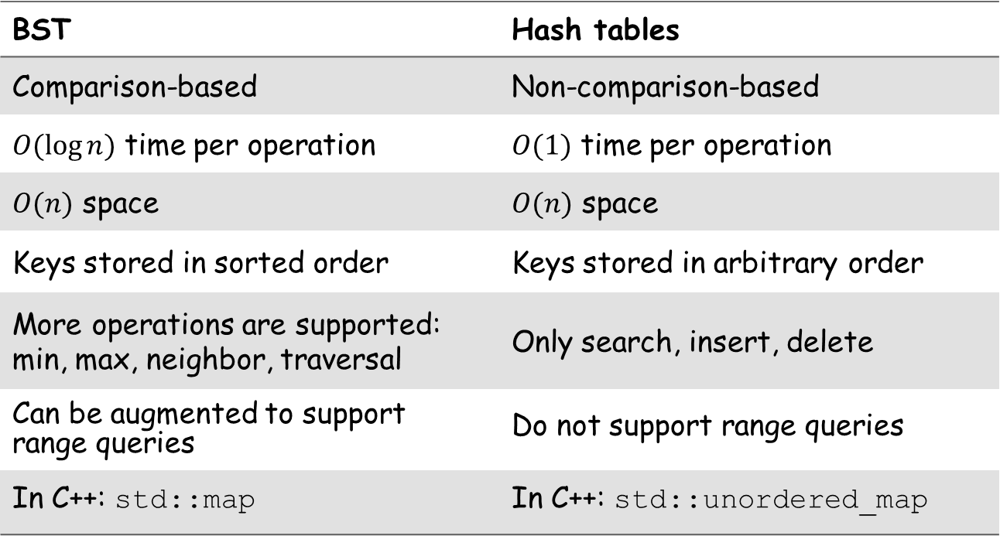 BST
Hash tables
Comparison-based
Non-comparison-based
O(log n) time per operation
O(1) time per operation
O(n) space
O(n) space
Keys stored in sorted order
Keys stored in arbitrary order
More operations are supported:
min, max, neighbor, traversal
Only search, insert, delete
Can be augmented to support
range queries
Do not support range queries
In C++: std::map
In C++: std::unordered_map